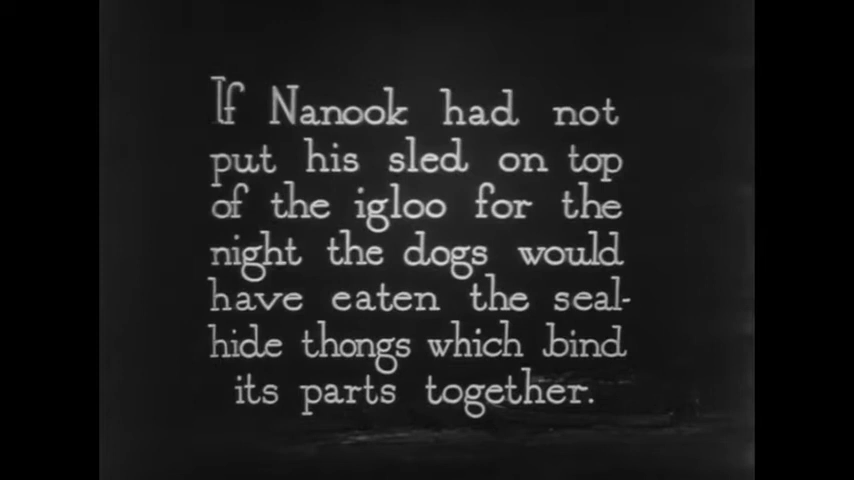 If Nanook had not
put his sled on top
of the igloo for the
night the dogs would
have eaten the seal-
hide thongs which bind
its parts together.